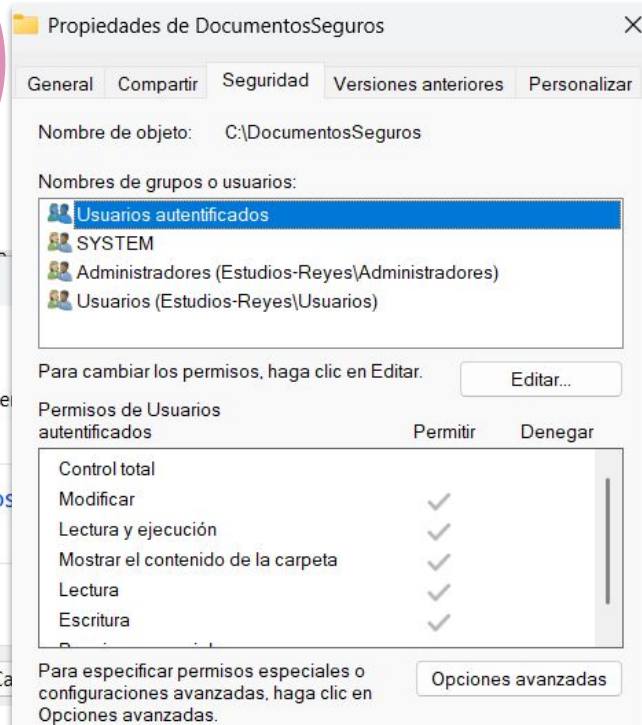 Propiedades de DocumentosSeguros
General Compartir Seguridad Versiones anteriores Personalizar
Nombre de objeto: C:\DocumentosSeguros
Nombres de grupos o usuarios:
Usuarios autentificados
SYSTEM
Administradores (Estudios-Reyes\Administradores)
Usuarios (Estudios-Reyes\Usuarios)
Para cambiar los permisos, haga clic en Editar. Editar...
Permisos de Usuarios
autentificados Permitir Denegar
Control total
Modificar
Lectura y ejecución
Mostrar el contenido de la carpeta
Lectura
Escritura
Para especificar permisos especiales o
configuraciones avanzadas, haga clic en
Opciones avanzadas.
Opciones avanzadas